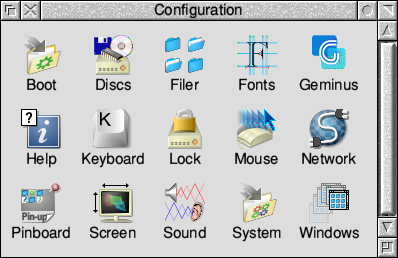 Configuration
Boot
Discs
Filer
F
Fonts
Geminus
?
i
Help
K
Keyboard
Lock
Mouse
S
Network
Pin-up
Pinboard
Screen
Sound
System
Windows